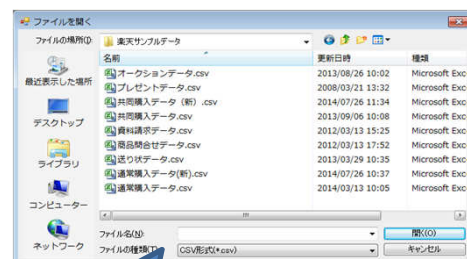 ファイルを開く
ファイルの場所(I):
楽天サンプルデータ
名前
更新日時
種類
最近表示した場所
デスクトップ
ライブラリ
コンピューター
ネットワーク
オークションデータ.csv
2013/08/26 10:02
Microsoft Exc
プレゼントデータ.csv
2008/03/21 13:32
Microsoft Exc
共同購入データ (新) .csv
2014/07/26 11:34
Microsoft Exc
共同購入データ.csv
2013/09/06 10:08
Microsoft Exc
資料請求データ.csv
2012/03/13 15:25
Microsoft Exc
商品問合せデータ.csv
2012/03/13 17:52
Microsoft Exc
送り状データ.csv
2013/03/29 10:35
Microsoft Exc
通常購入データ(新).csv
2014/07/26 10:37
Microsoft Exc
通常購入データ.csv
2014/03/13 10:05
Microsoft Exc
ファイル名(N):
開く(O)
ファイルの種類(T):
CSV形式(*.csv)
キャンセル